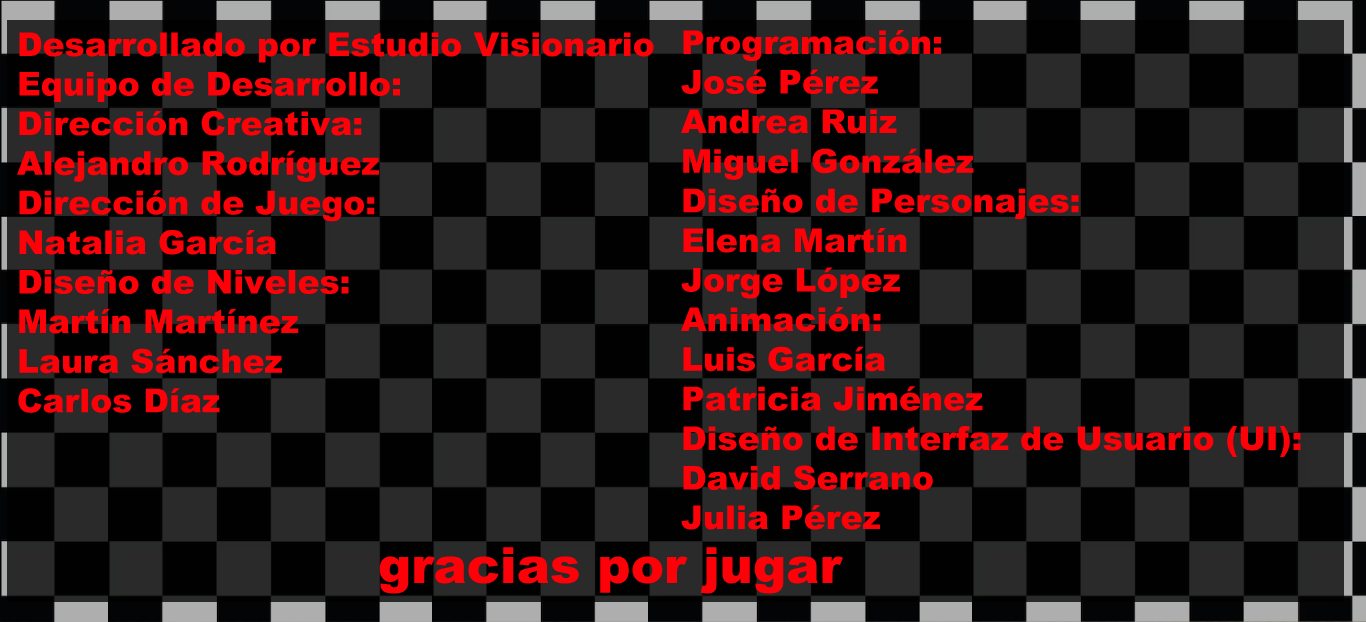 Desarrollado por Estudio Visionario
Equipo de Desarrollo:
Dirección Creativa:
Alejandro Rodríguez
Dirección de Juego:
Natalia García
Diseño de Niveles:
Martín Martínez
Laura Sánchez
Carlos Díaz
Programación:
José Pérez
Andrea Ruiz
Miguel González
Diseño de Personajes:
Elena Martín
Jorge López
Animación:
Luis García
Patricia Jiménez
Diseño de Interfaz de Usuario (UI):
David Serrano
Julia Pérez
gracias por jugar